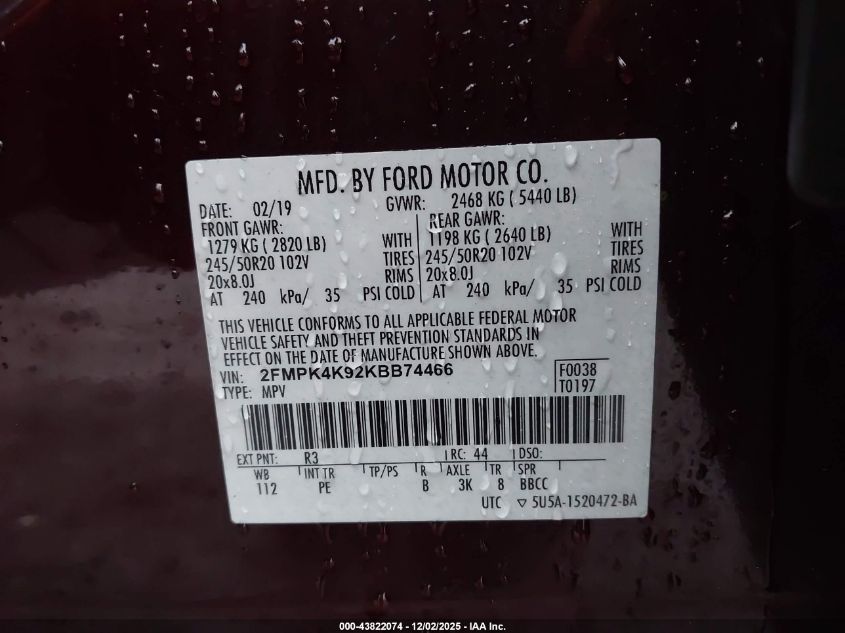 MFD. BY FORD MOTOR CO.
DATE: 02/19 GVWR: 2468 KG ( 5440 LB)
FRONT GAWR: REAR GAWR:
1279 KG ( 2820 LB) WITH 1198 KG ( 2640 LB) WITH
245/50R20 102V TIRES 245/50R20 102V TIRES
20x8.0J RIMS 20x8.0J RIMS
AT 240 kPa/ 35 PSI COLD AT 240 kPa/ 35 PSI COLD
THIS VEHICLE CONFORMS TO ALL APPLICABLE FEDERAL MOTOR
VEHICLE SAFETY AND THEFT PREVENTION STANDARDS IN
EFFECT ON THE DATE OF MANUFACTURE SHOWN ABOVE.
VIN: 2FMPK4K92KBB74466 F0038
TYPE: MPV T0197
EXT PNT: R3 RC: 44 DSO:
WB INT TR TP/PS R AXLE TR SPR
112 PE B 3K 8 BBCC
UTC ▽ 5U5A-1520472-BA
000-43822074 - 12/02/2025 - IAA Inc.